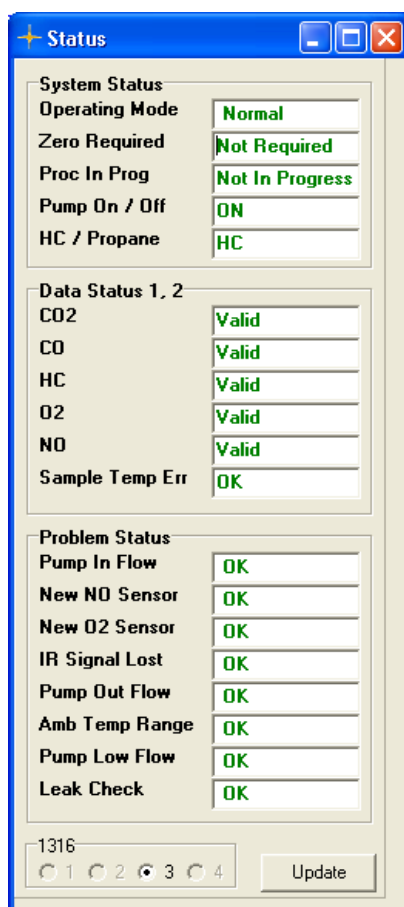 Status
System Status
Operating Mode Normal
Zero Required Not Required
Proc In Prog Not In Progress
Pump On / Off ON
HC / Propane HC
Data Status 1, 2
CO2 Valid
CO Valid
HC Valid
O2 Valid
NO Valid
Sample Temp Err OK
Problem Status
Pump In Flow OK
New NO Sensor OK
New O2 Sensor OK
IR Signal Lost OK
Pump Out Flow OK
Amb Temp Range OK
Pump Low Flow OK
Leak Check OK
1316
1 2 3 4 Update